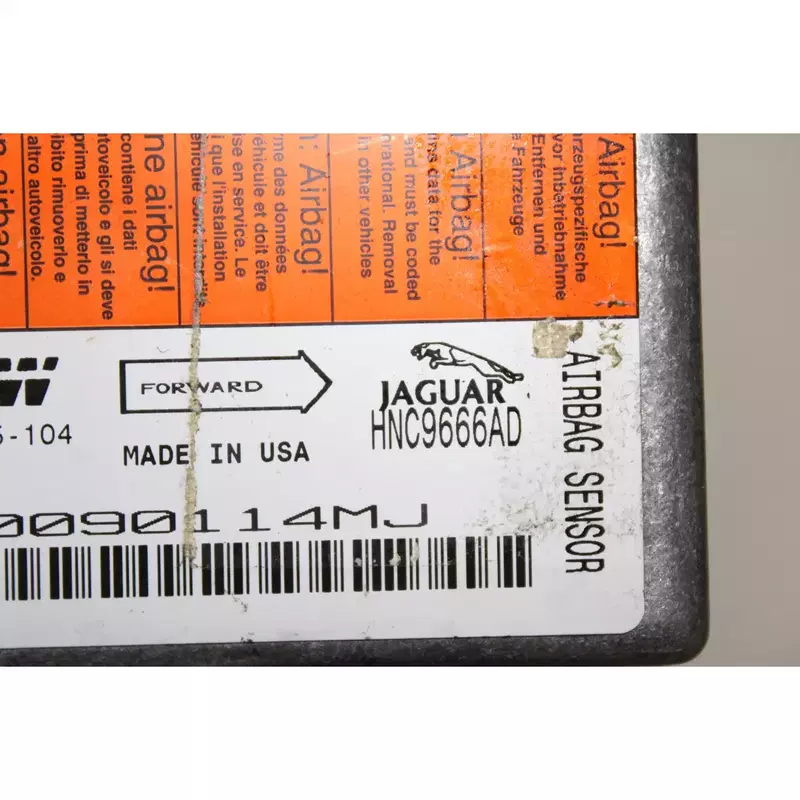 Airbag!
fahrzeugspezifische
vor Inbetriebnahme
Entfernen und
Fahrzeuge
Airbag!
data for the
and must be coded
Removal
in other vehicles
: Airbag!
me des données
véhicule et doit être
ise en service. Le
i que l'installation
ne airbag!
contiene i dati
autoveicolo e gli si deve
prima di metterlo in
ibito rimuoverlo e
altro autoveicolo.
airbag!
FORWARD
MADE IN USA
JAGUAR
HNC9666AD
AIRBAG SENSOR
-104
0090114MJ